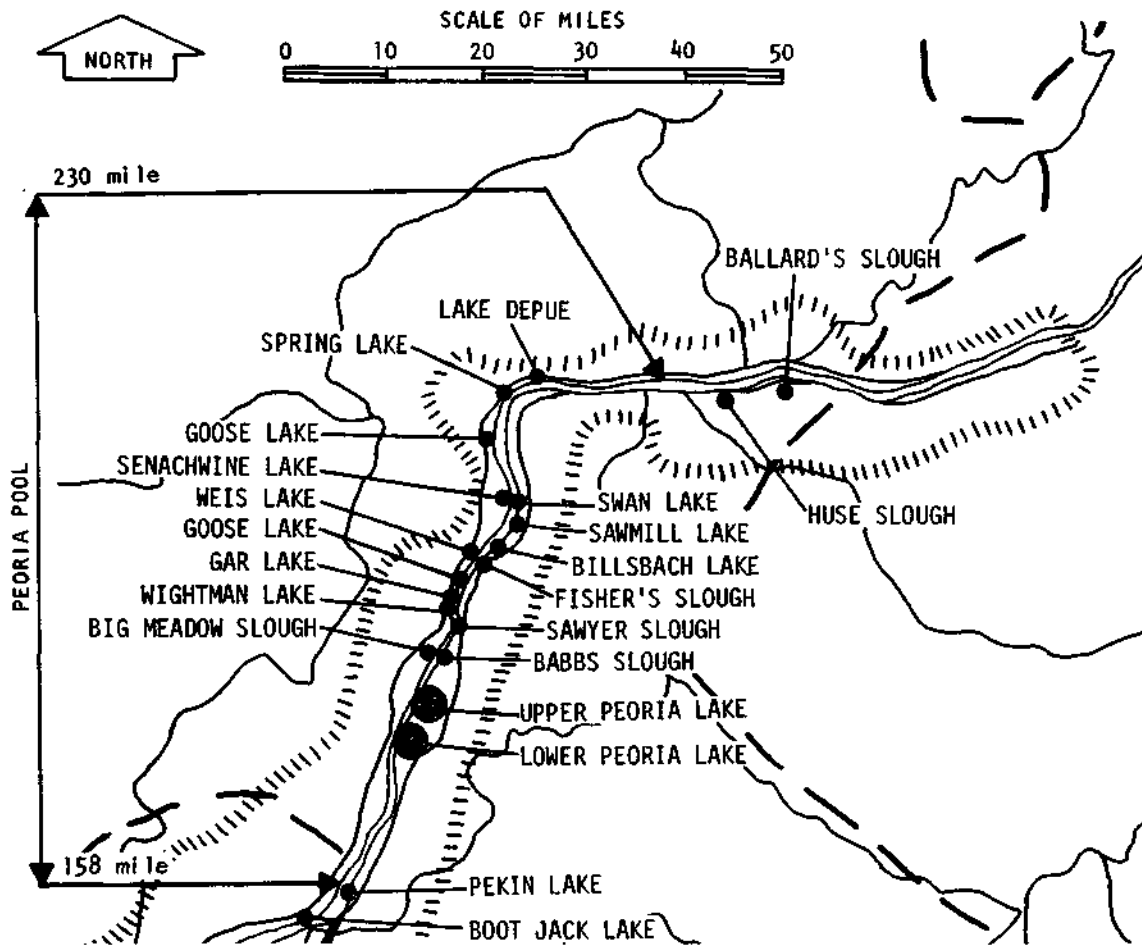 SCALE OF MILES
NORTH
0 10 20 30 40 50
230 mile
BALLARD'S SLOUGH
LAKE DEPUE
SPRING LAKE
GOOSE LAKE
SENACHWINE LAKE
SWAN LAKE
HUSE SLOUGH
WEIS LAKE
SAWMILL LAKE
GOOSE LAKE
BILLSBACH LAKE
GAR LAKE
WIGHTMAN LAKE
FISHER'S SLOUGH
BIG MEADOW SLOUGH
SAWYER SLOUGH
BABBS SLOUGH
UPPER PEORIA LAKE
LOWER PEORIA LAKE
PEORIA POOL
158 mile
PEKIN LAKE
BOOT JACK LAKE